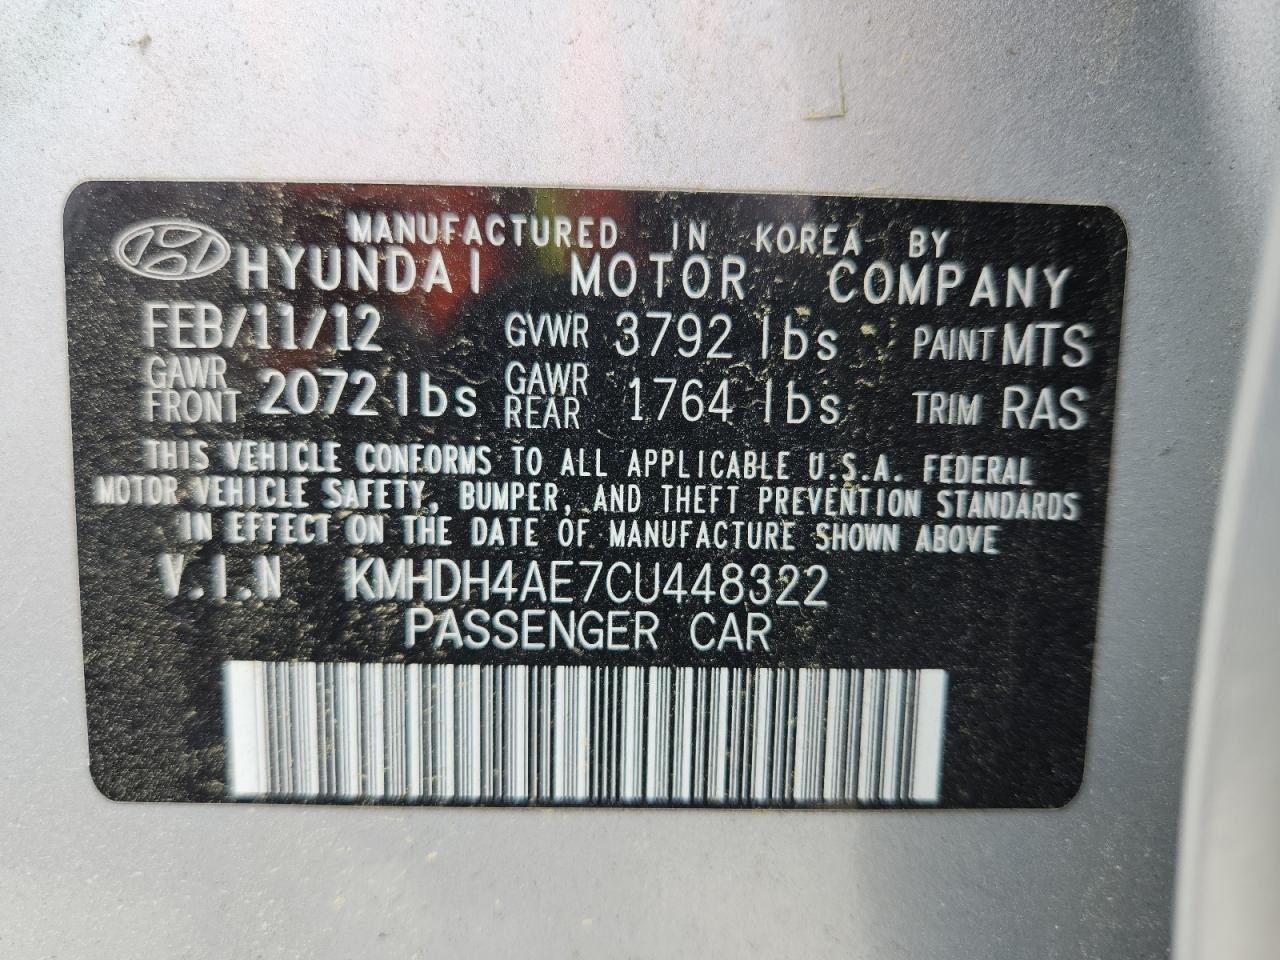 MANUFACTURED IN KOREA BY
HYUNDAI MOTOR COMPANY
FEB/11/12 GVWR 3792 lbs PAINT MTS
GAWR FRONT 2072 lbs GAWR REAR 1764 lbs TRIM RAS
THIS VEHICLE CONFORMS TO ALL APPLICABLE U.S.A. FEDERAL
MOTOR VEHICLE SAFETY, BUMPER, AND THEFT PREVENTION STANDARDS
IN EFFECT ON THE DATE OF MANUFACTURE SHOWN ABOVE
V.I.N KMHDH4AE7CU448322
PASSENGER CAR